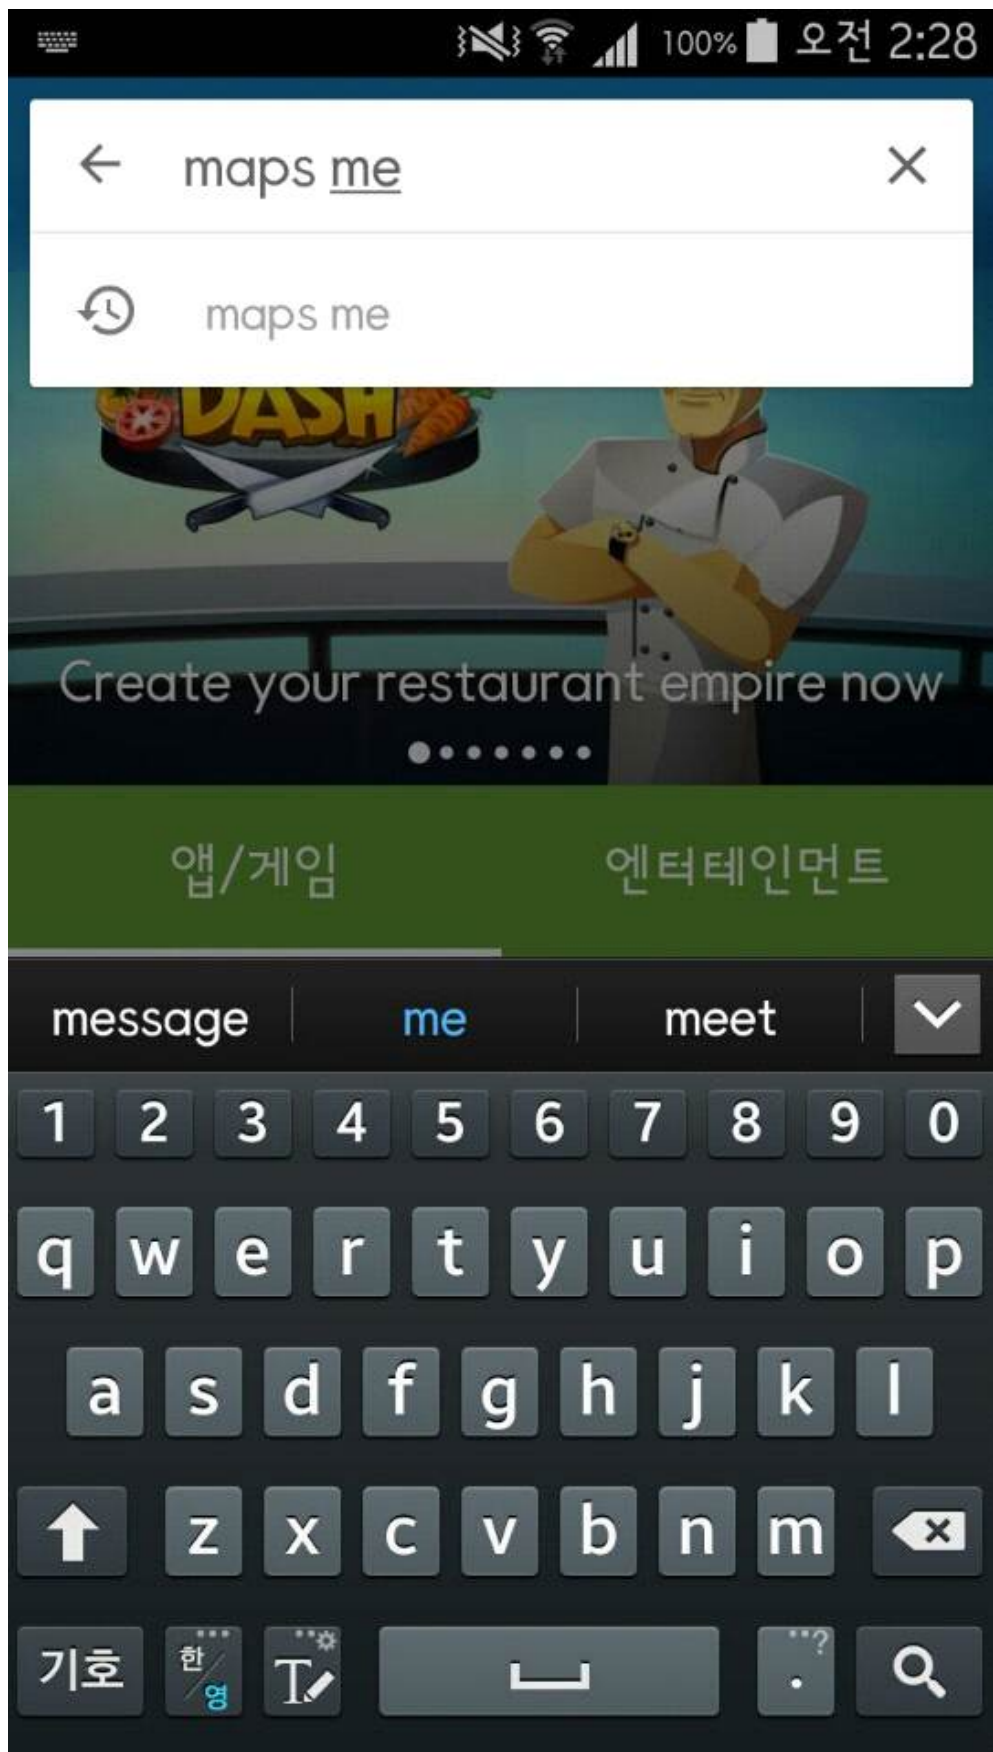 100% 오전 2:28
maps me
maps me
DASH
Create your restaurant empire now
앱/게임 엔터테인먼트
message me meet
1 2 3 4 5 6 7 8 9 0
q w e r t y u i o p
a s d f g h j k l
z x c v b n m
기호 한/영 T . ?